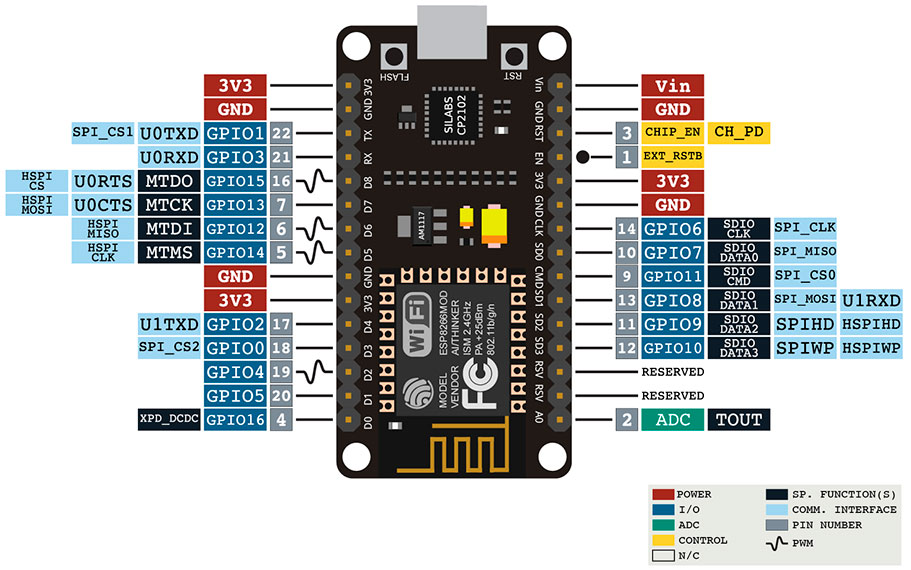 FLASH RST
3V3 3V3 Vin Vin
GND GND GND GND
SPI_CS1 U0TXD GPIO1 22 TX RST 3 CHIP_EN CH_PD
U0RXD GPIO3 21 RX EN 1 EXT_RSTB
HSPI CS U0RTS MTDO GPIO15 16 D8 3V3 3V3
HSPI MOSI U0CTS MTCK GPIO13 7 D7 GND GND
HSPI MISO MTDI GPIO12 6 D6 CLK 14 GPIO6 SDIO CLK SPI_CLK
HSPI CLK MTMS GPIO14 5 D5 SD0 10 GPIO7 SDIO DATA0 SPI_MISO
GND GND CMD 9 GPIO11 SDIO CMD SPI_CS0
3V3 3V3 SD1 13 GPIO8 SDIO DATA1 SPI_MOSI U1RXD
U1TXD GPIO2 17 D4 SD2 11 GPIO9 SDIO DATA2 SPIHD HSPIHD
SPI_CS2 GPIO0 18 D3 SD3 12 GPIO10 SDIO DATA3 SPIWP HSPIWP
GPIO4 19 D2 RSV RESERVED
GPIO5 20 D1 RSV RESERVED
XPD_DCDC GPIO16 4 D0 A0 2 ADC TOUT
SILABS
CP2102
AM1117
WiFi
MODEL ESP8266MOD
VENDOR AITHINKER
ISM 2.4GHz
PA +25dBm
802.11b/g/n
FC
POWER SP. FUNCTION(S)
I/O COMM. INTERFACE
ADC PIN NUMBER
CONTROL PWM
N/C